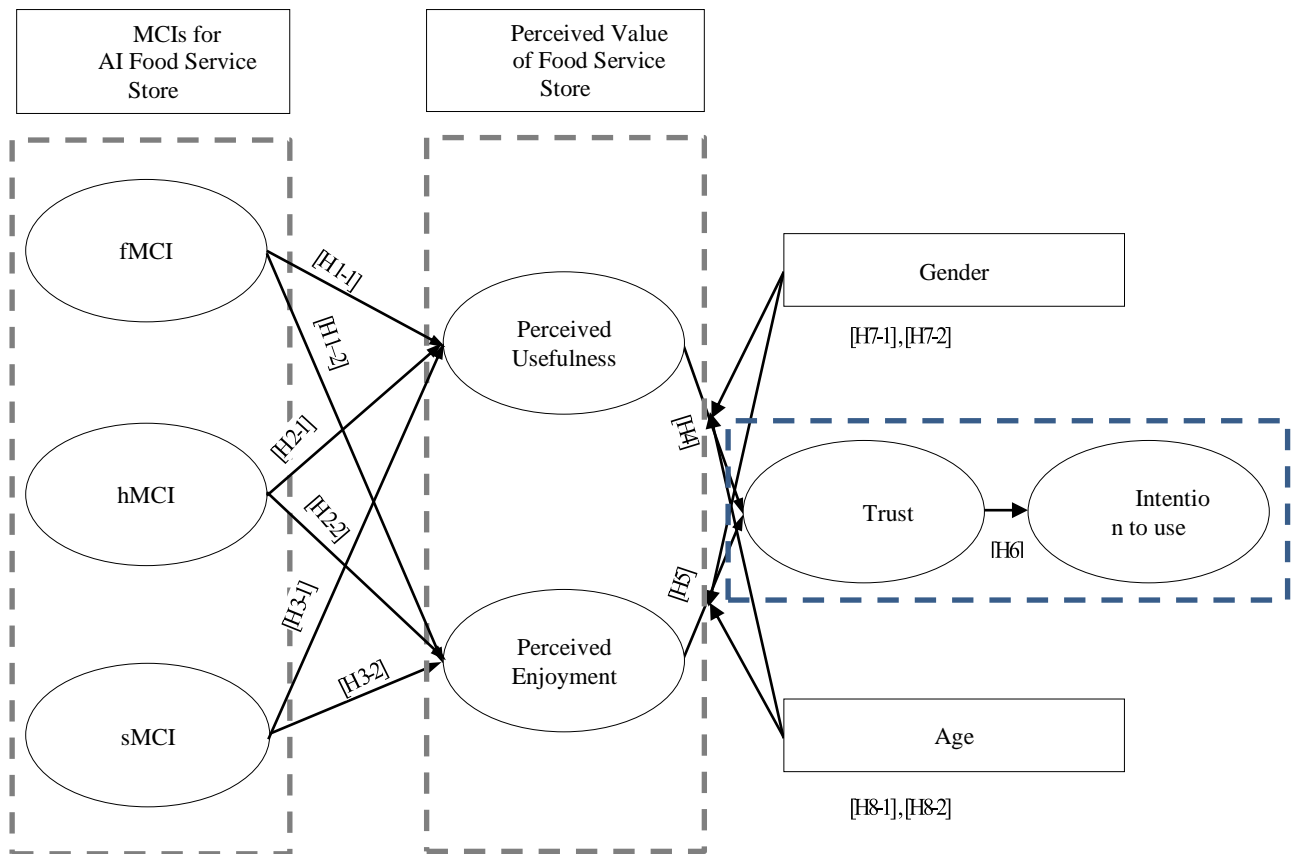 MCIs for
AI Food Service
Store
Perceived Value
of Food Service
Store
fMCI
hMCI
sMCI
[H1-1]
[H1-2]
[H2-1]
[H2-2]
[H3-1]
[H3-2]
Perceived
Usefulness
Perceived
Enjoyment
[H4]
[H5]
Gender
[H7-1],[H7-2]
Trust
[H6]
Intentio
n to use
Age
[H8-1],[H8-2]